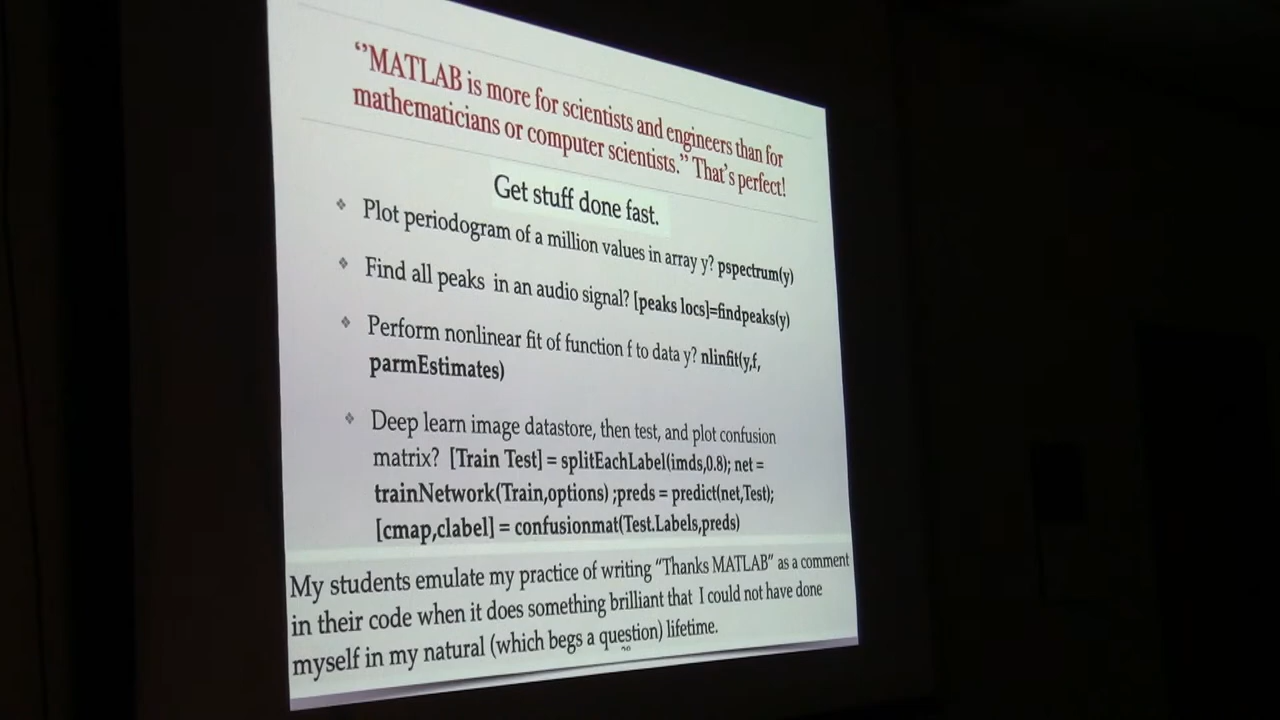 ‘’MATLAB is more for scientists and engineers than for
mathematicians or computer scientists.” That’s perfect!
Get stuff done fast.
❖ Plot periodogram of a million values in array y? pspectrum(y)
❖ Find all peaks in an audio signal? [peaks locs]=findpeaks(y)
❖ Perform nonlinear fit of function f to data y? nlinfit(y,f,
parmEstimates)
❖ Deep learn image datastore, then test, and plot confusion
matrix? [Train Test] = splitEachLabel(imds,0.8); net =
trainNetwork(Train,options) ;preds = predict(net,Test);
[cmap,clabel] = confusionmat(Test.Labels,preds)
My students emulate my practice of writing “Thanks MATLAB” as a comment
in their code when it does something brilliant that I could not have done
myself in my natural (which begs a question) lifetime.